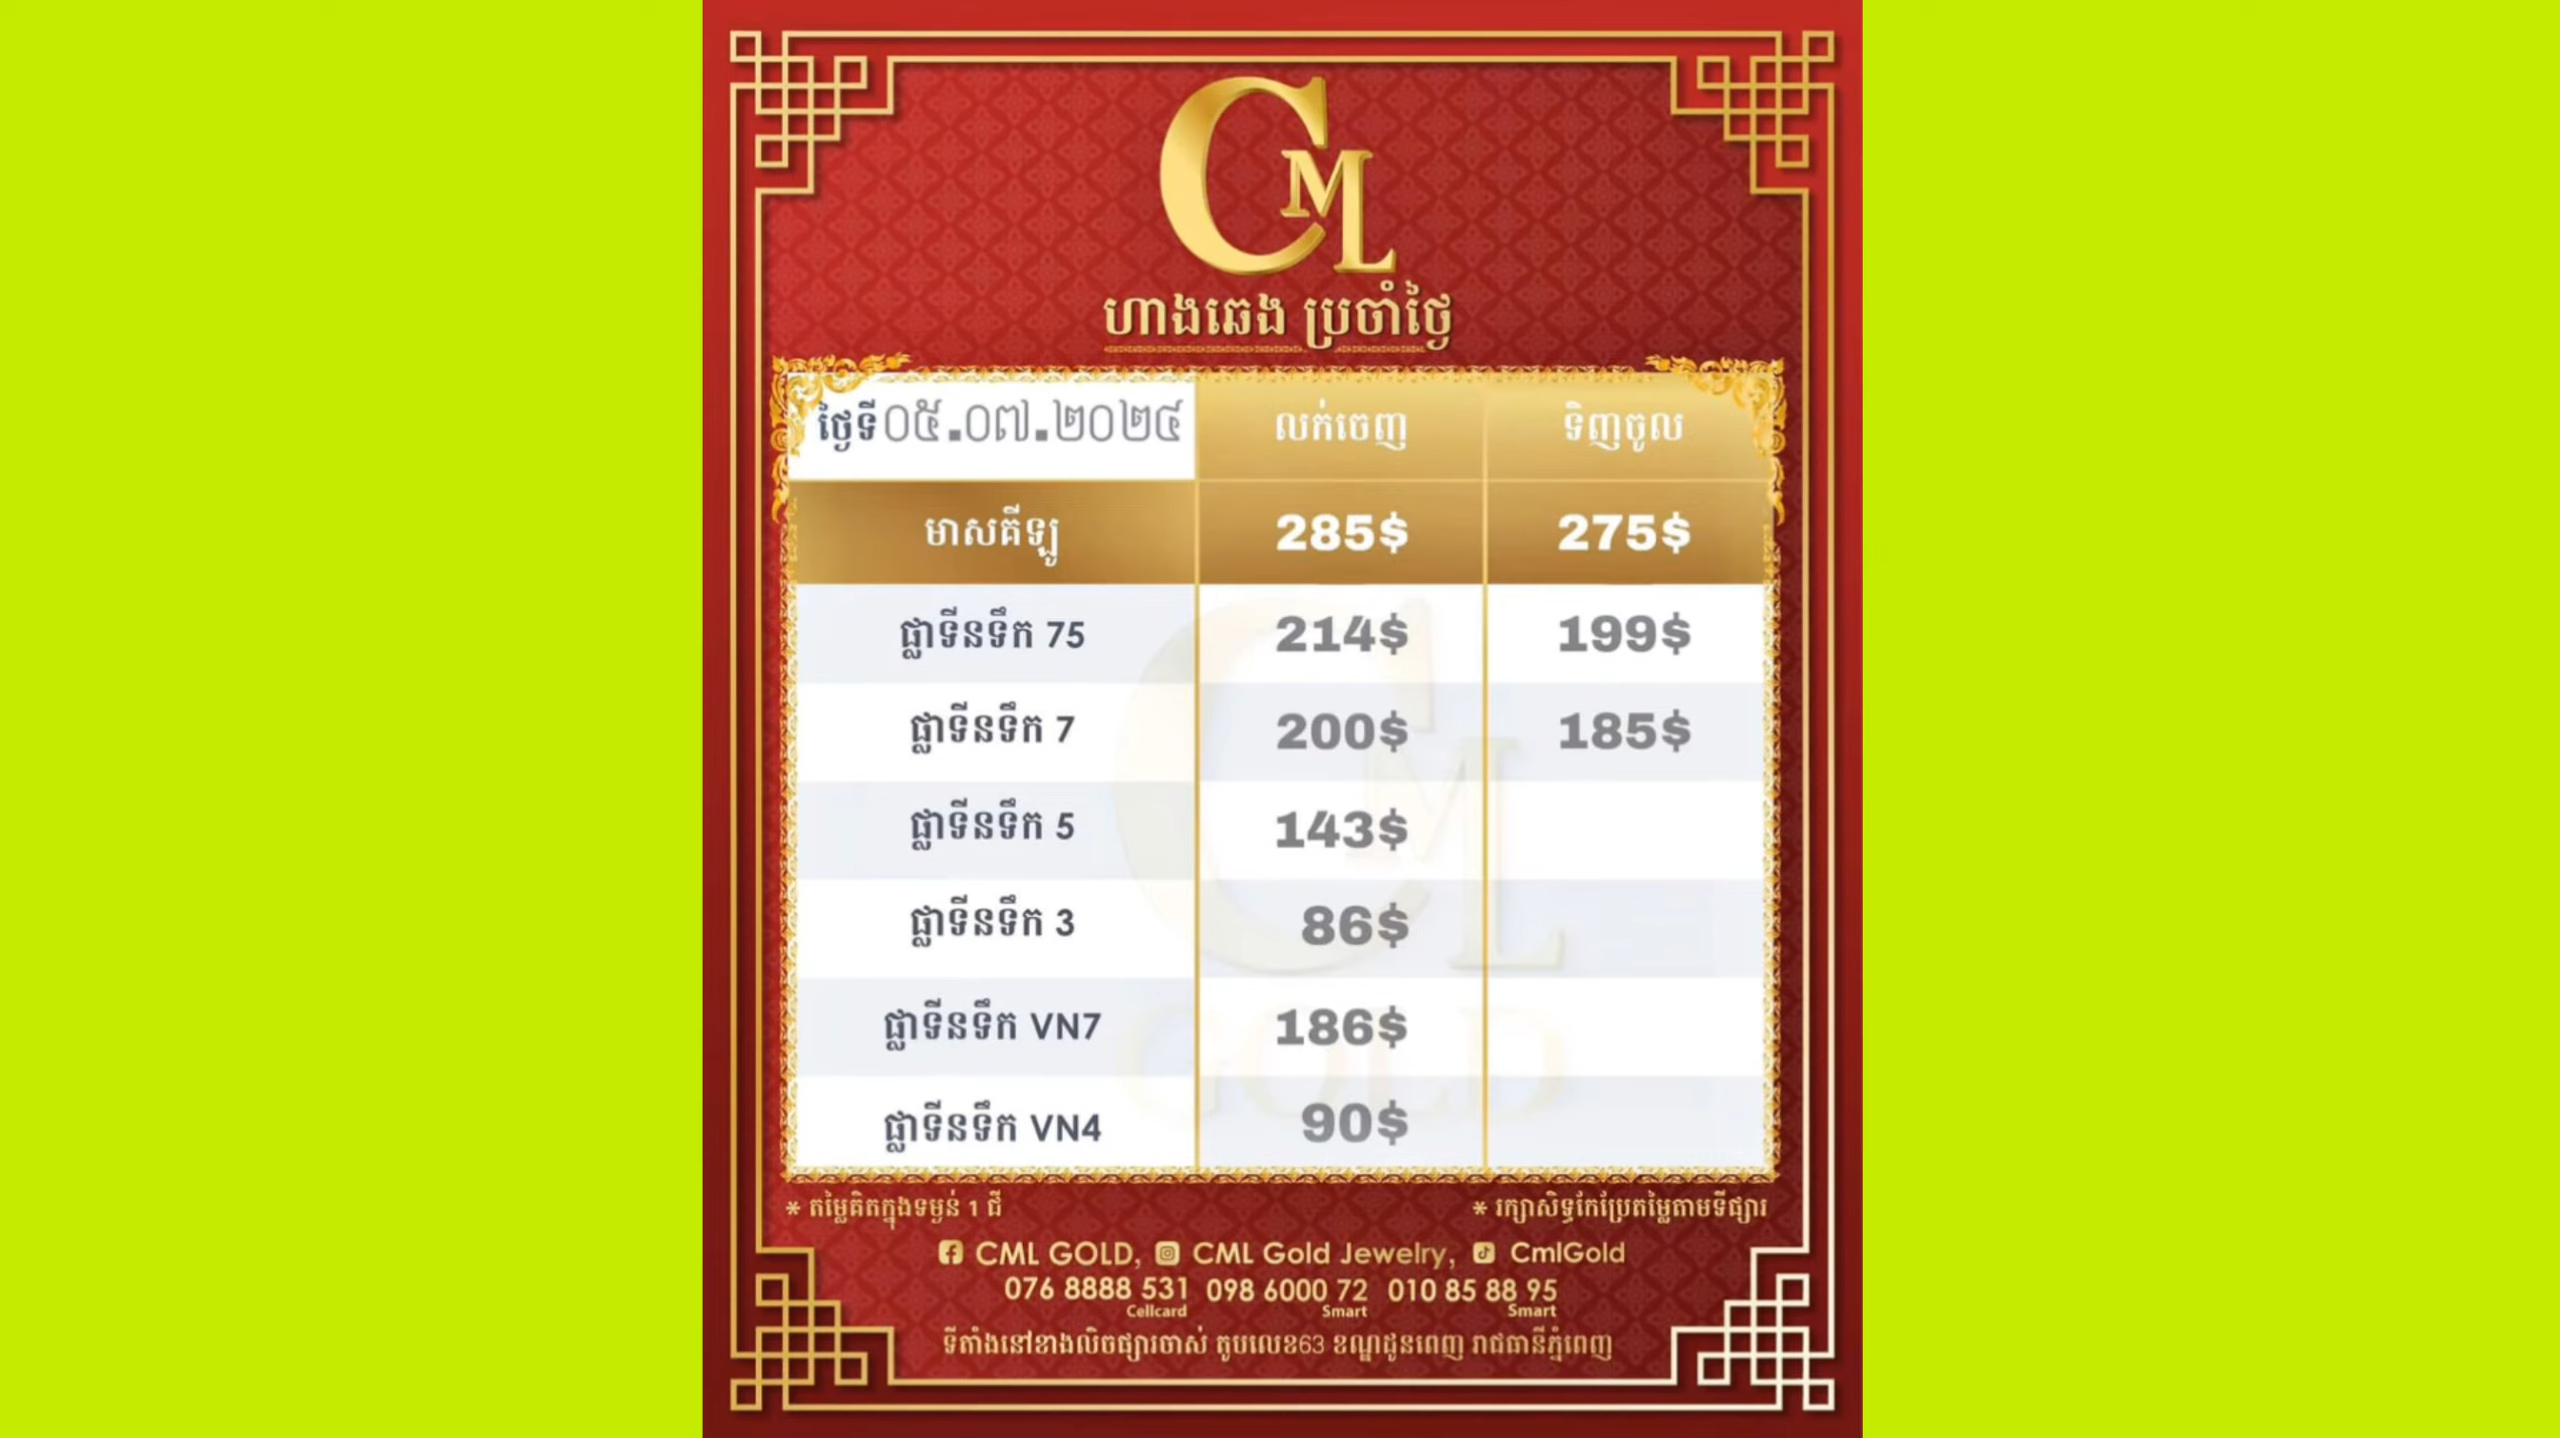 CML
ហាងឆេង ប្រចាំថ្ងៃ
ថ្ងៃទី ០៥.០៧.២០២៤ លក់ចេញ ទិញចូល
មាសគីឡូ 285$ 275$
ផ្លាទីនទឹក 75 214$ 199$
ផ្លាទីនទឹក 7 200$ 185$
ផ្លាទីនទឹក 5 143$
ផ្លាទីនទឹក 3 86$
ផ្លាទីនទឹក VN7 186$
ផ្លាទីនទឹក VN4 90$
CML
GOLD
* តម្លៃគិតក្នុងទម្ងន់ 1 ជី * រក្សាសិទ្ធកែប្រែតម្លៃតាមទីផ្សារ
CML GOLD, CML Gold Jewelry, CmlGold
076 8888 531 098 6000 72 010 85 88 95
Cellcard Smart Smart
ទីតាំងនៅខាងលិចផ្សារចាស់ តូបលេខ63 ខណ្ឌដូនពេញ រាជធានីភ្នំពេញ